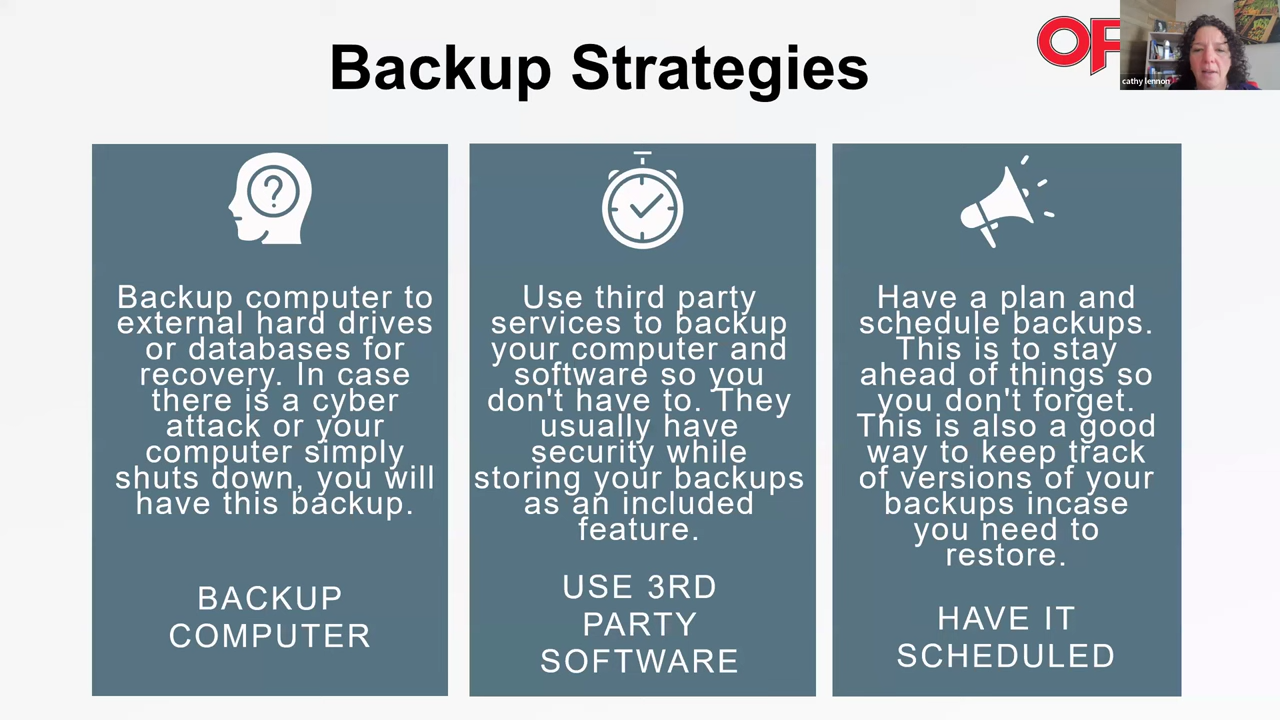 Backup Strategies
OF
cathy lennon
Backup computer to
external hard drives
or databases for
recovery. In case
there is a cyber
attack or your
computer simply
shuts down, you will
have this backup.
BACKUP
COMPUTER
Use third party
services to backup
your computer and
software so you
don't have to. They
usually have
security while
storing your backups
as an included
feature.
USE 3RD
PARTY
SOFTWARE
Have a plan and
schedule backups.
This is to stay
ahead of things so
you don't forget.
This is also a good
way to keep track
of versions of your
backups incase
you need to
restore.
HAVE IT
SCHEDULED